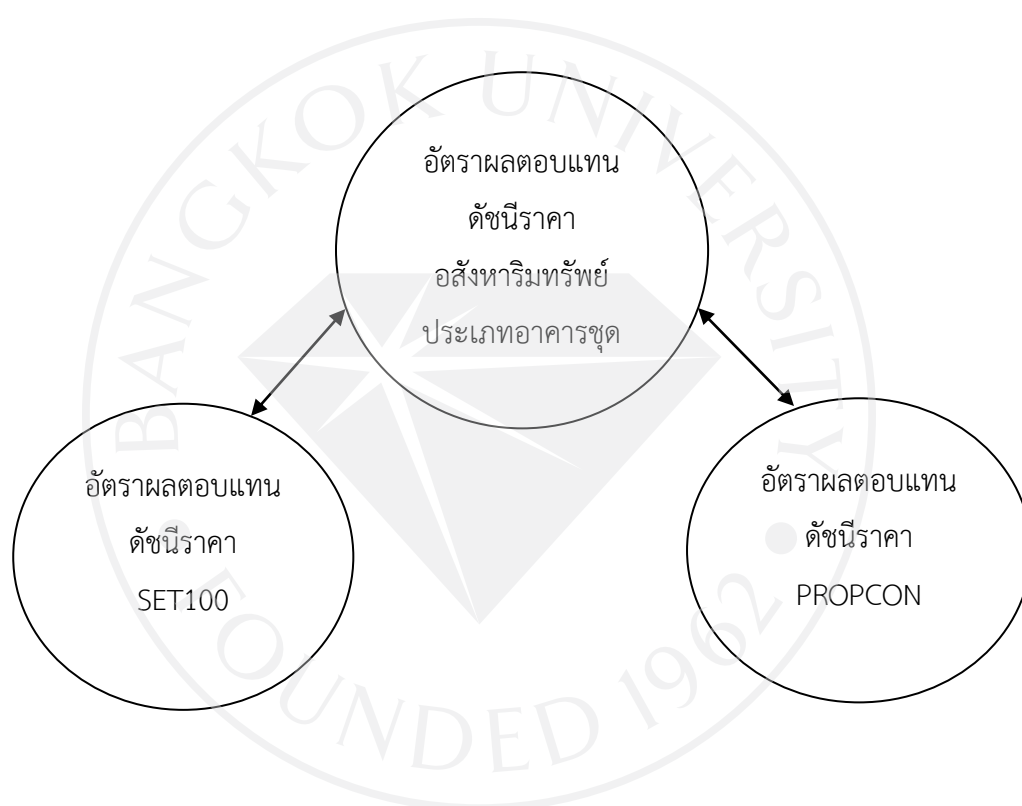 BANGKOK UNIVERSITY
อัตราผลตอบแทน
ดัชนีราคา
อสังหาริมทรัพย์
ประเภทอาคารชุด
อัตราผลตอบแทน
ดัชนีราคา
SET100
อัตราผลตอบแทน
ดัชนีราคา
PROPCON
FOUNDED 1962